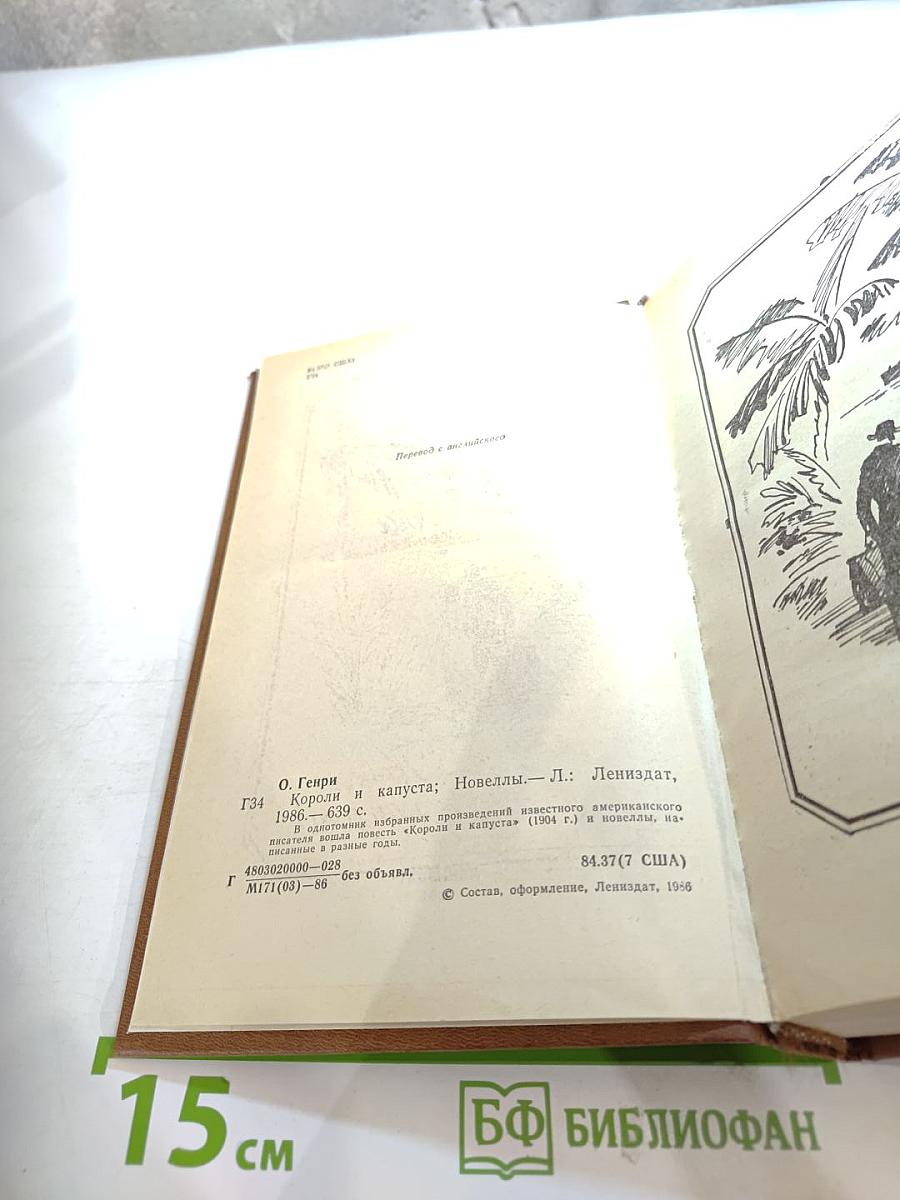 Перевод с английского
О. Генри
Г34 Короли и капуста; Новеллы.— Л.: Лениздат,
1986.— 639 с.
В однотомник избранных произведений известного американского
писателя вошла повесть «Короли и капуста» (1904 г.) и новеллы, на-
писанные в разные годы.
Г 4803020000—028
М171(03)—86 без объявл.
84.37(7 США)
© Состав, оформление, Лениздат, 1986
15 см
БФ БИБЛИОФАН